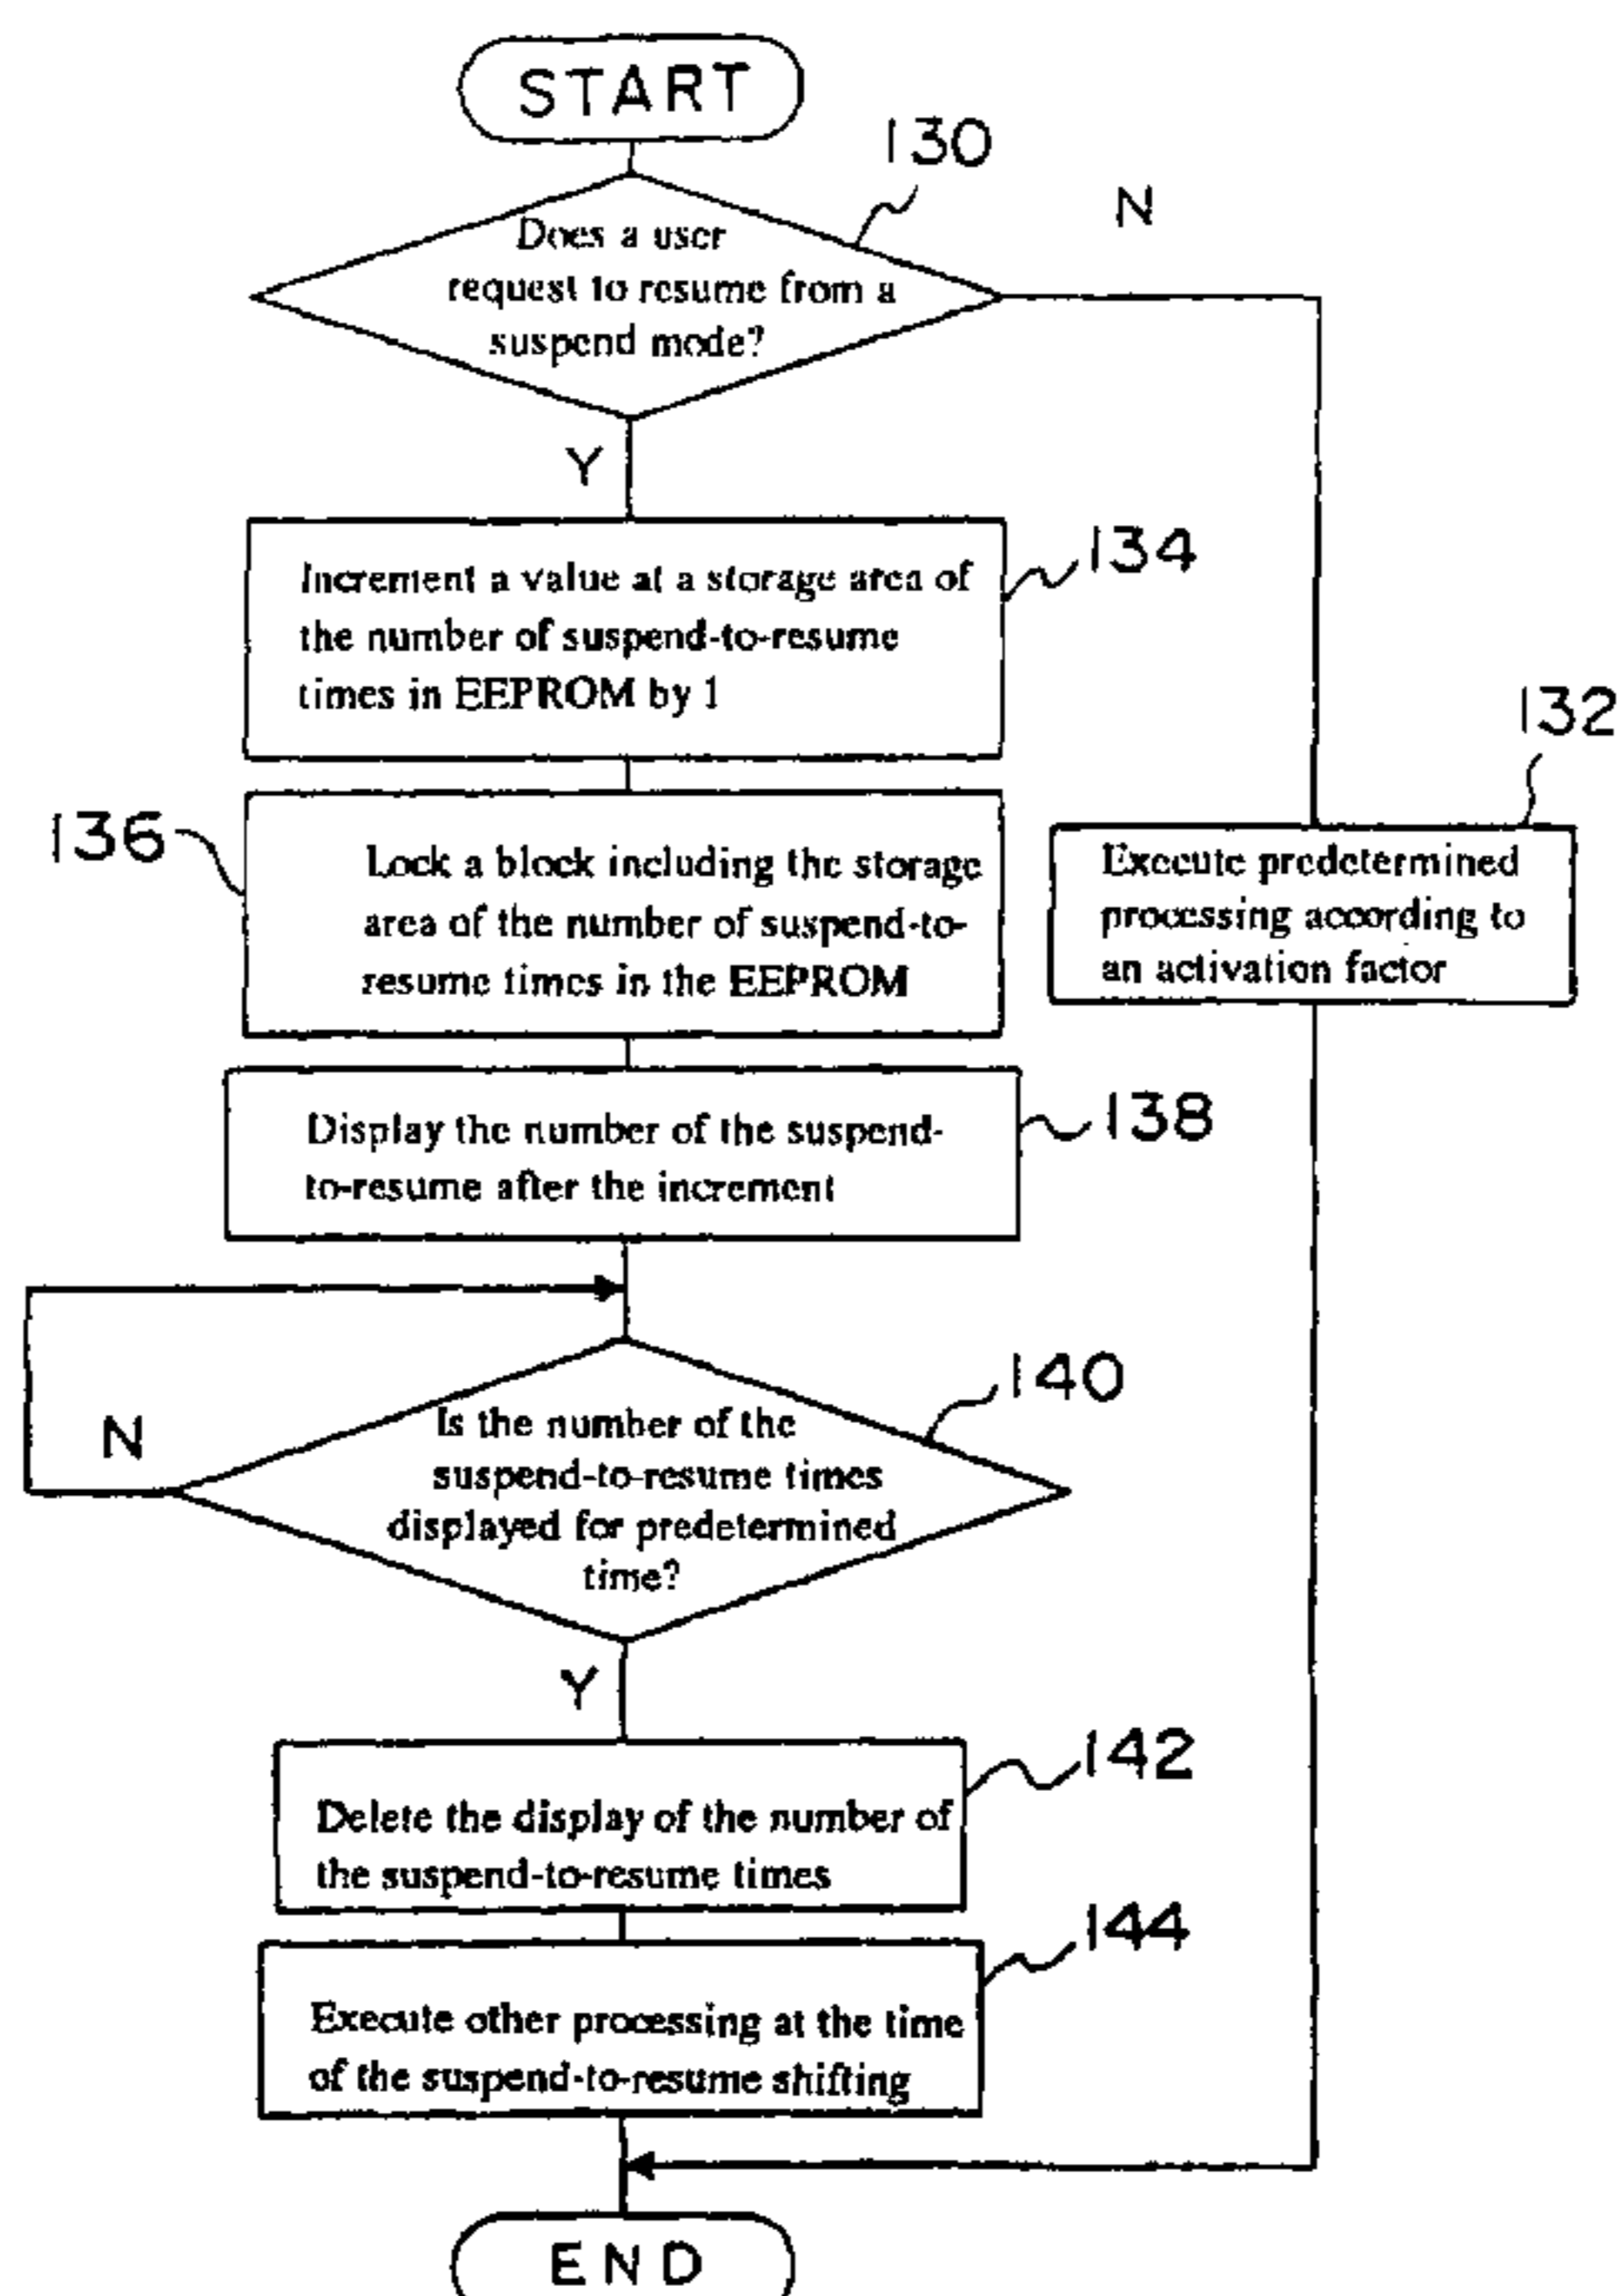 START
130
N
Does a user
request to resume from a
suspend mode?
Y
134
Increment a value at a storage area of
the number of suspend-to-resume
times in EEPROM by 1
132
136
Lock a block including the storage
area of the number of suspend-to-
resume times in the EEPROM
Execute predetermined
processing according to
an activation factor
138
Display the number of the suspend-
to-resume after the increment
140
N
Is the number of the
suspend-to-resume times
displayed for predetermined
time?
Y
142
Delete the display of the number of
the suspend-to-resume times
144
Execute other processing at the time
of the suspend-to-resume shifting
END